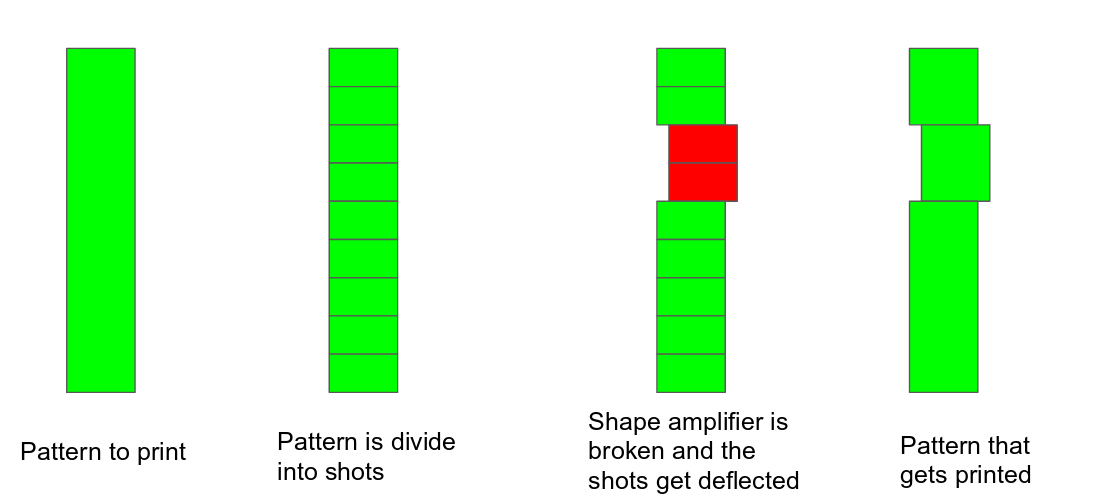 Pattern to print
Pattern is divide
into shots
Shape amplifier is
broken and the
shots get deflected
Pattern that
gets printed